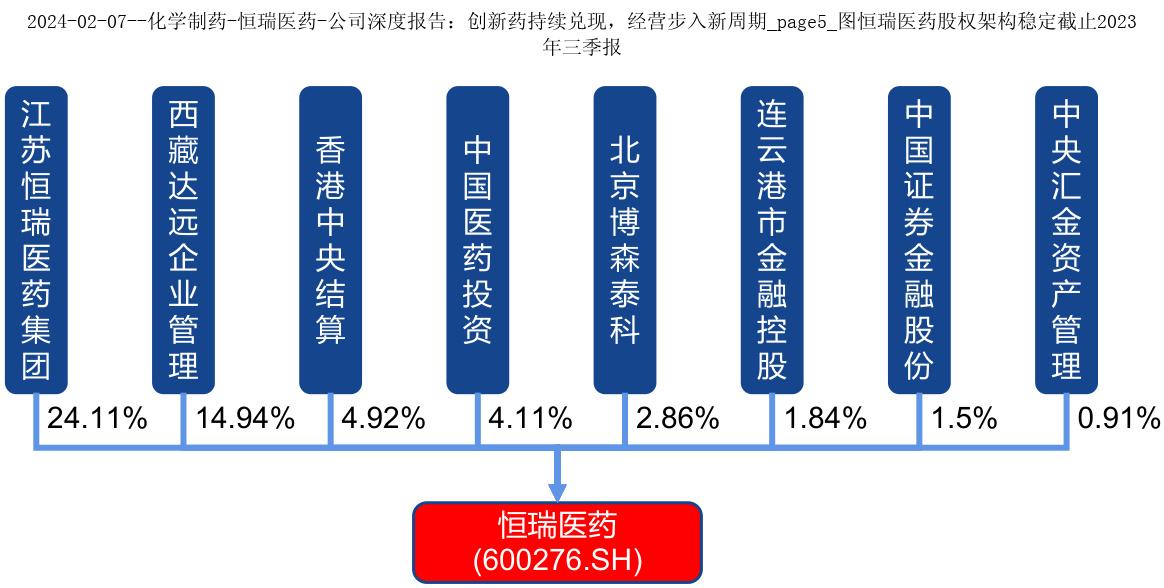 2024-02-07--化学制药-恒瑞医药-公司深度报告：创新药持续兑现，经营步入新周期_page5_图恒瑞医药股权架构稳定截止2023
年三季报
江苏恒瑞医药集团
西藏达远企业管理
香港中央结算
中国医药投资
北京博森泰科
连云港市金融控股
中国证券金融股份
中央汇金资产管理
24.11%
14.94%
4.92%
4.11%
2.86%
1.84%
1.5%
0.91%
恒瑞医药
(600276.SH)